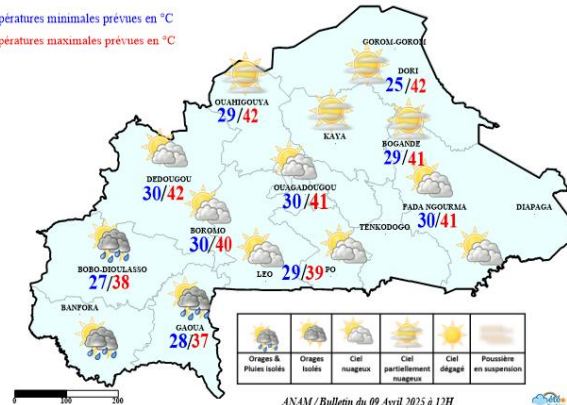 pératures minimales prévues en °C
pératures maximales prévues en °C
GOROM-GOROM
DORI
25/42
OUAHIGOUYA
29/42
KAYA
BOGANDE
29/41
DEDOUGOU
30/42
OUAGADOUGOU
30/41
FADA NGOURMA
30/41
DIAPAGA
BOROMO
30/40
TENKODOGO
BOBO-DIOULASSO
27/38
LEO
29/39
PO
BANFORA
GAOUA
28/37
Orages & Pluies isolés
Orages isolés
Ciel nuageux
Ciel partiellement nuageux
Ciel dégagé
Poussière en suspension
0 100 200
ANAM / Bulletin du 09 Avril 2025 à 12H